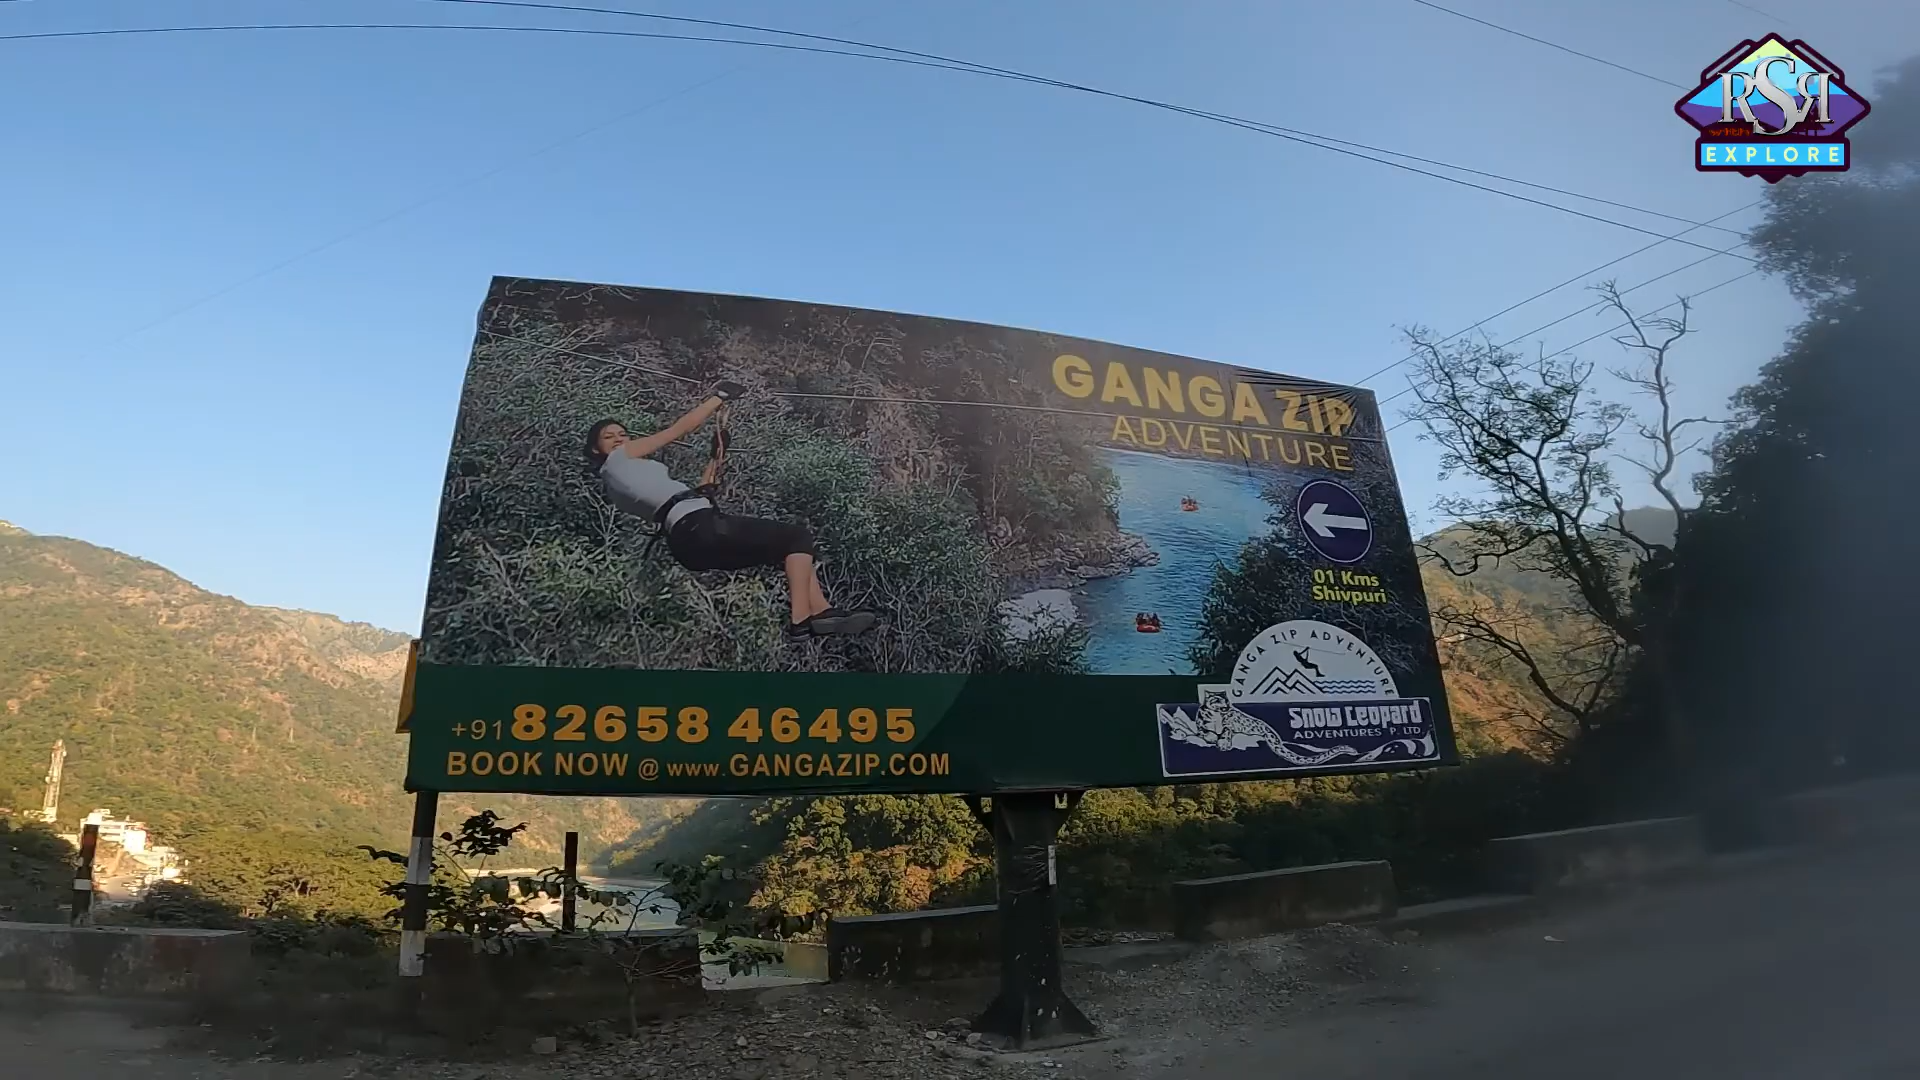 RSR
EXPLORE
GANGA ZIP
ADVENTURE
01 Kms
Shivpuri
GANGA ZIP ADVENTURE
Snow Leopard
ADVENTURES P. LTD.
+91 82658 46495
BOOK NOW @ www.GANGAZIP.COM